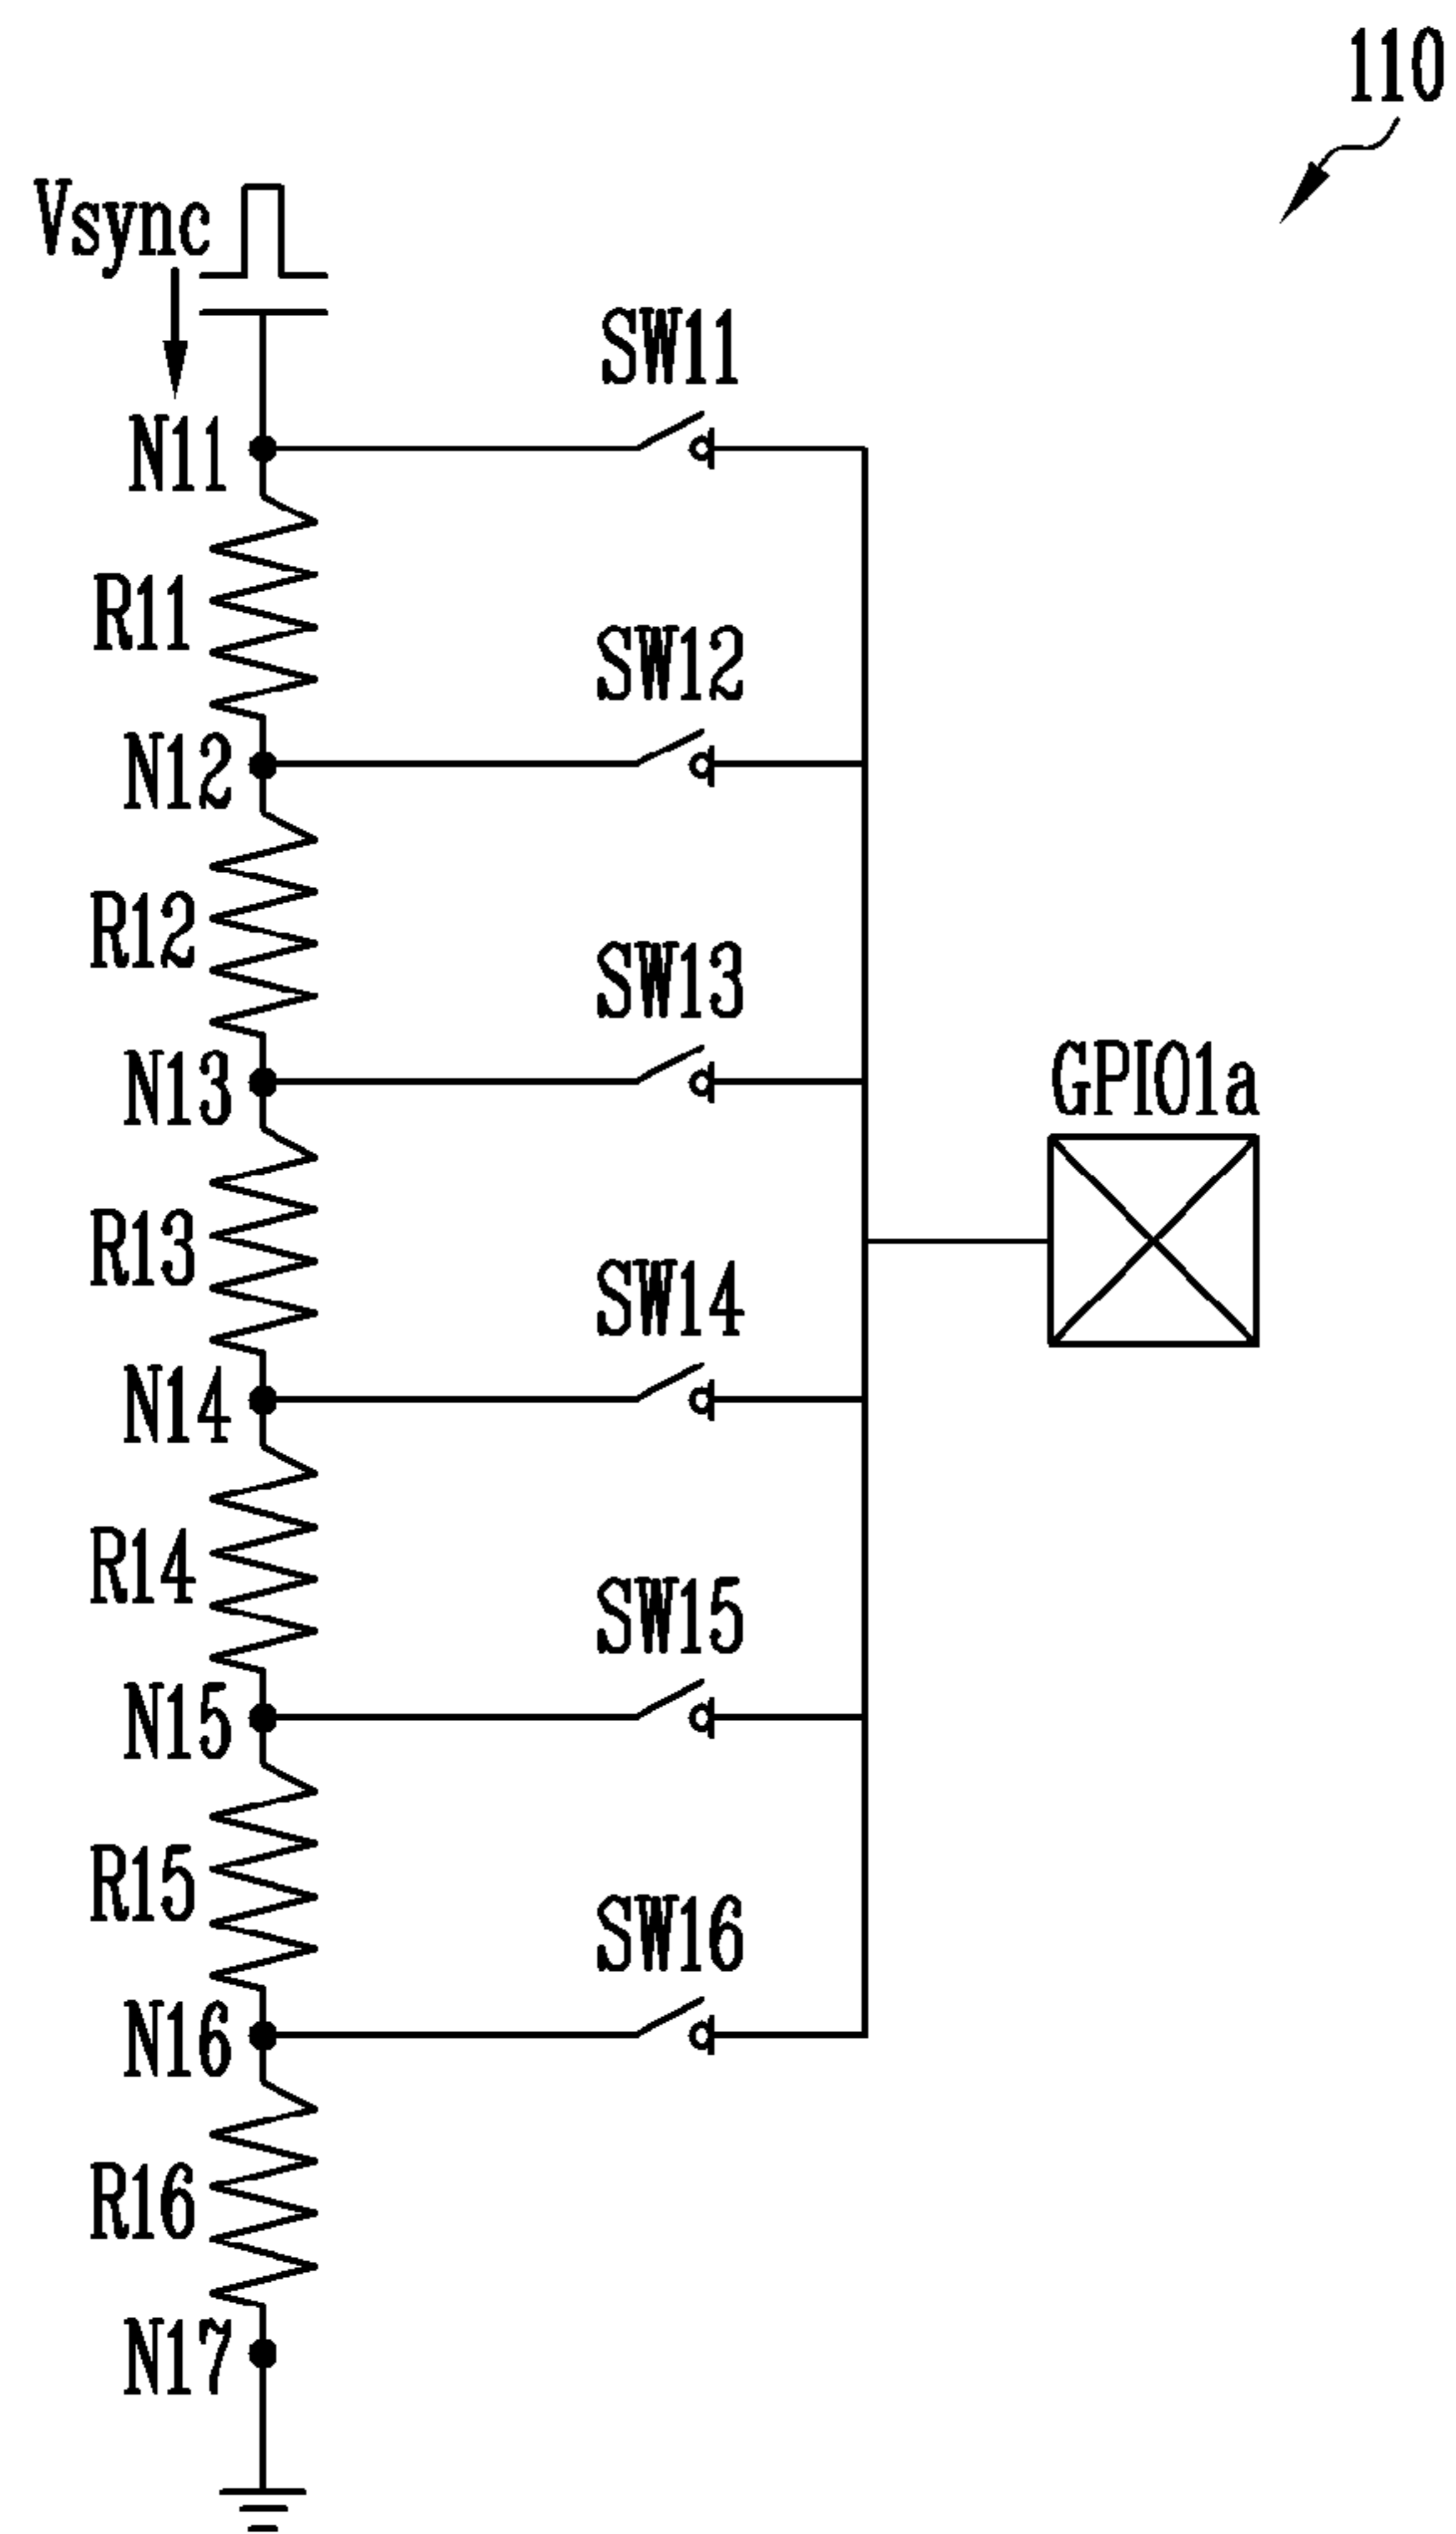 110
Vsync
SW11
N11
R11
SW12
N12
R12
SW13
N13
GPIO1a
R13
SW14
N14
R14
SW15
N15
R15
SW16
N16
R16
N17